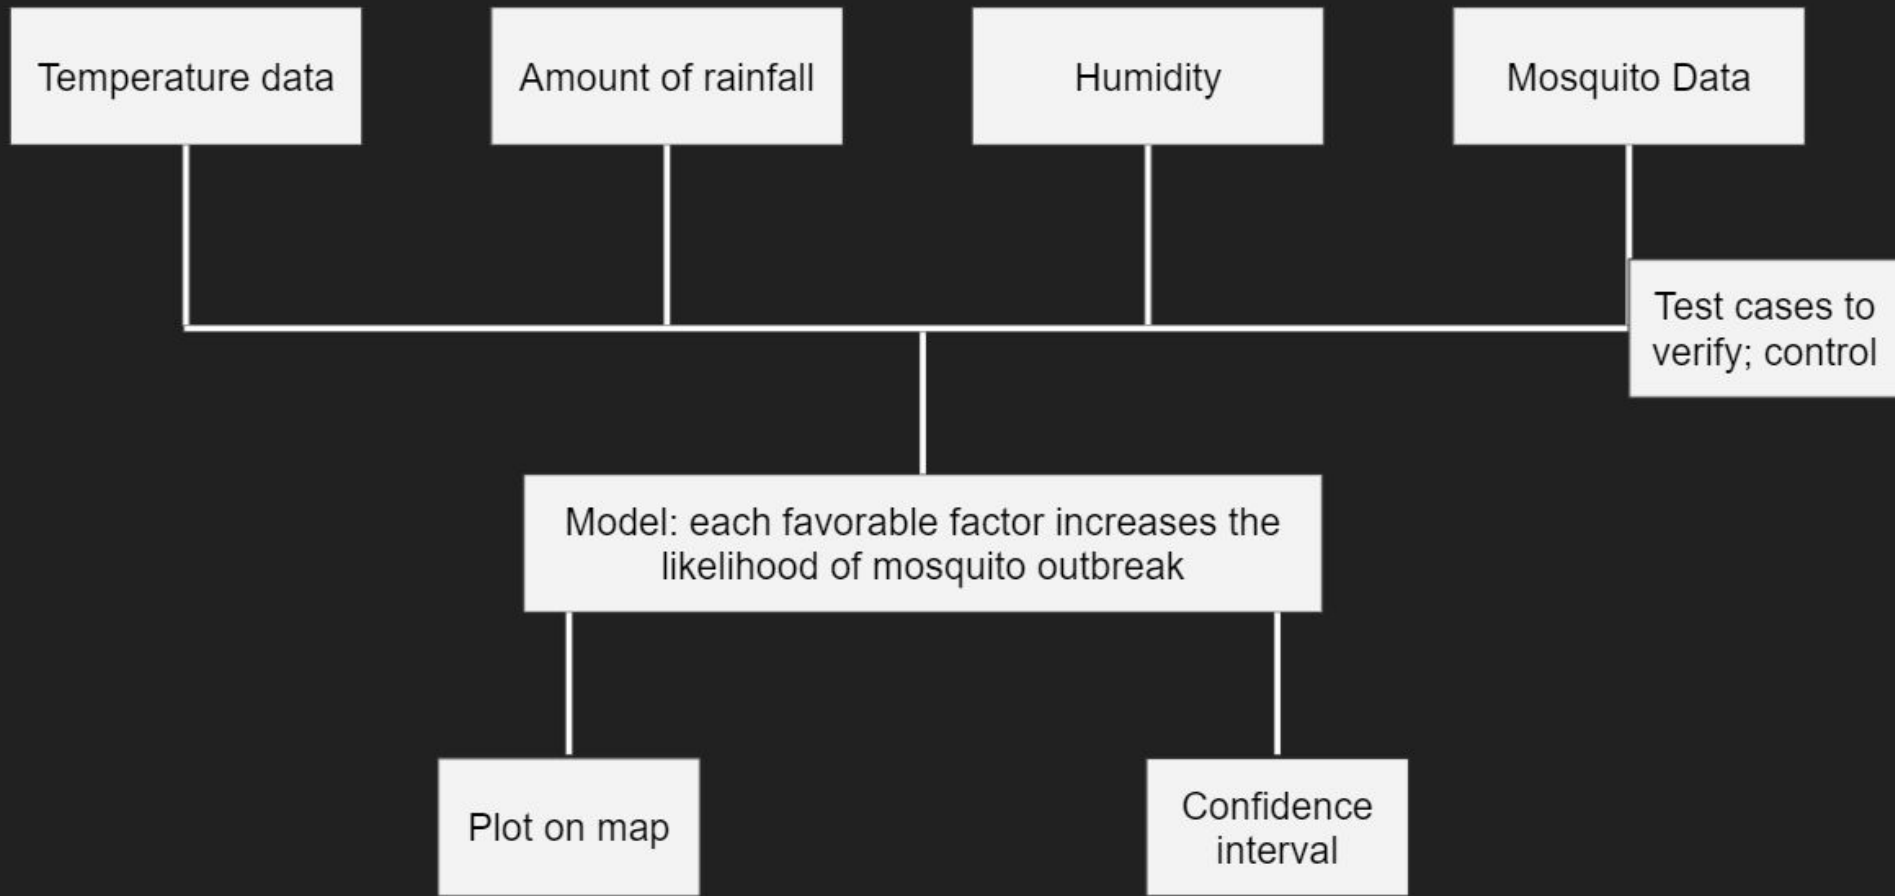 Temperature data
Amount of rainfall
Humidity
Mosquito Data
Test cases to
verify; control
Model: each favorable factor increases the
likelihood of mosquito outbreak
Plot on map
Confidence
interval